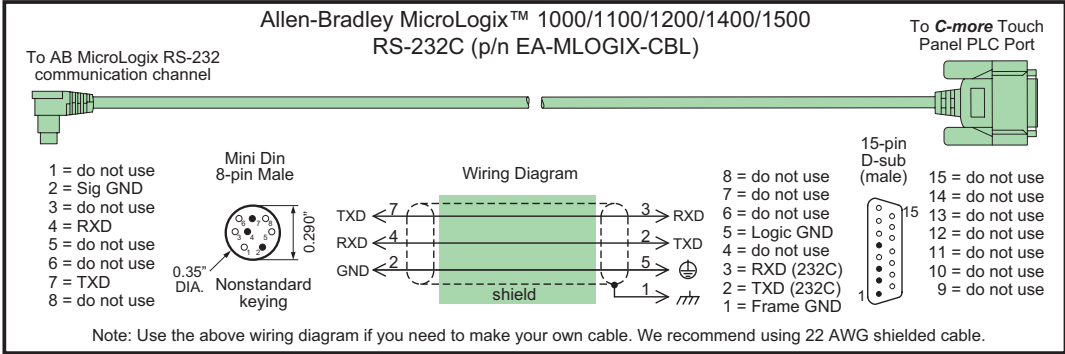 Allen-Bradley MicroLogix™ 1000/1100/1200/1400/1500
RS-232C (p/n EA-MLOGIX-CBL)
To AB MicroLogix RS-232
communication channel
To C-more Touch
Panel PLC Port
1 = do not use
2 = Sig GND
3 = do not use
4 = RXD
5 = do not use
6 = do not use
7 = TXD
8 = do not use
Mini Din
8-pin Male
6 7 8
3 4 5
1 2
0.290"
0.35"
DIA.
Nonstandard
keying
Wiring Diagram
TXD 7 3 RXD
RXD 4 2 TXD
GND 2 5
1
shield
8 = do not use
7 = do not use
6 = do not use
5 = Logic GND
4 = do not use
3 = RXD (232C)
2 = TXD (232C)
1 = Frame GND
15-pin
D-sub
(male)
15
1
15 = do not use
14 = do not use
13 = do not use
12 = do not use
11 = do not use
10 = do not use
9 = do not use
Note: Use the above wiring diagram if you need to make your own cable. We recommend using 22 AWG shielded cable.